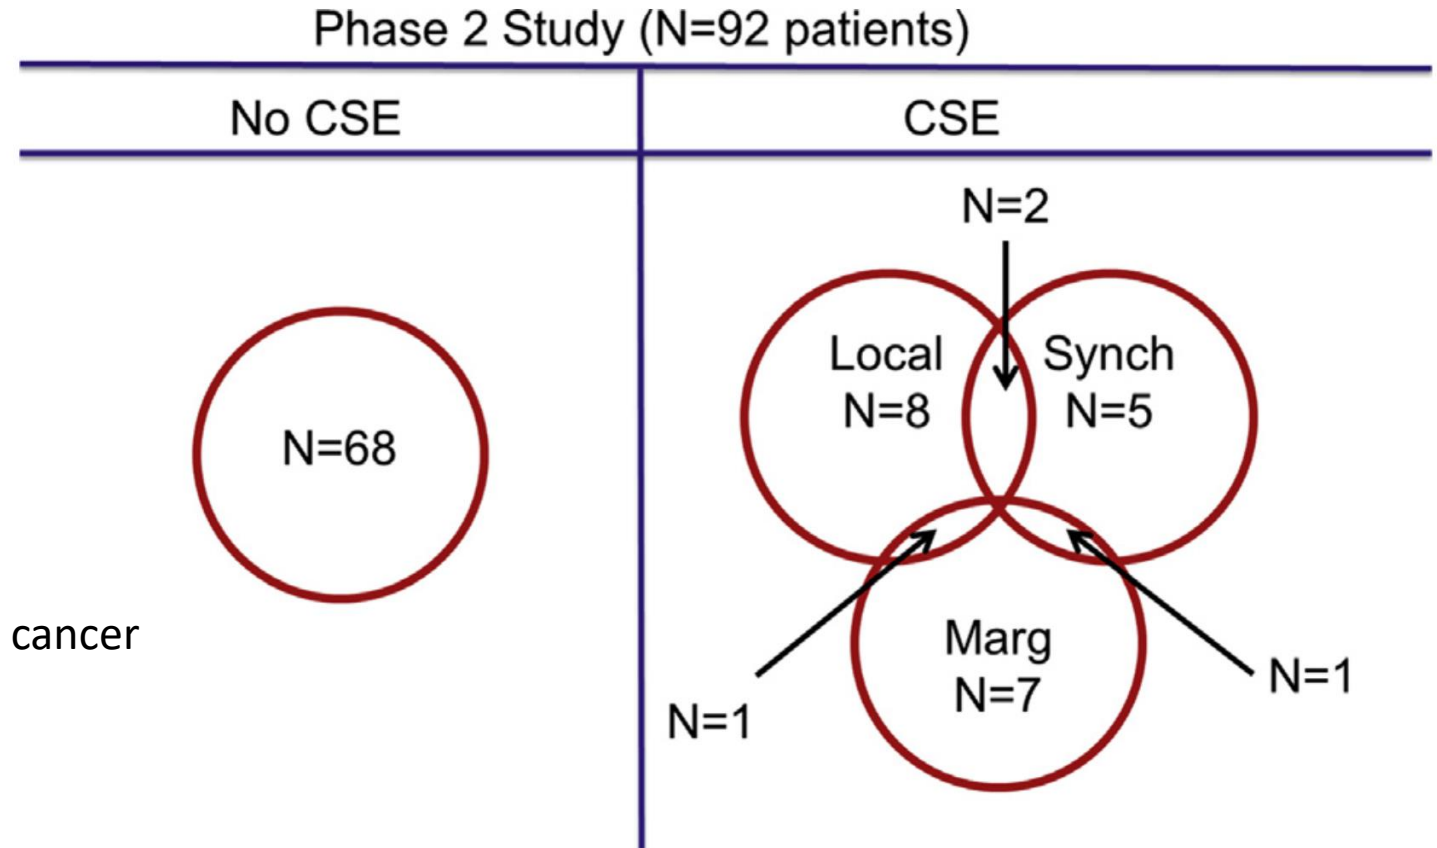 Phase 2 Study (N=92 patients)
No CSE
CSE
N=2
Local
N=8
Synch
N=5
N=68
cancer
Marg
N=7
N=1
N=1